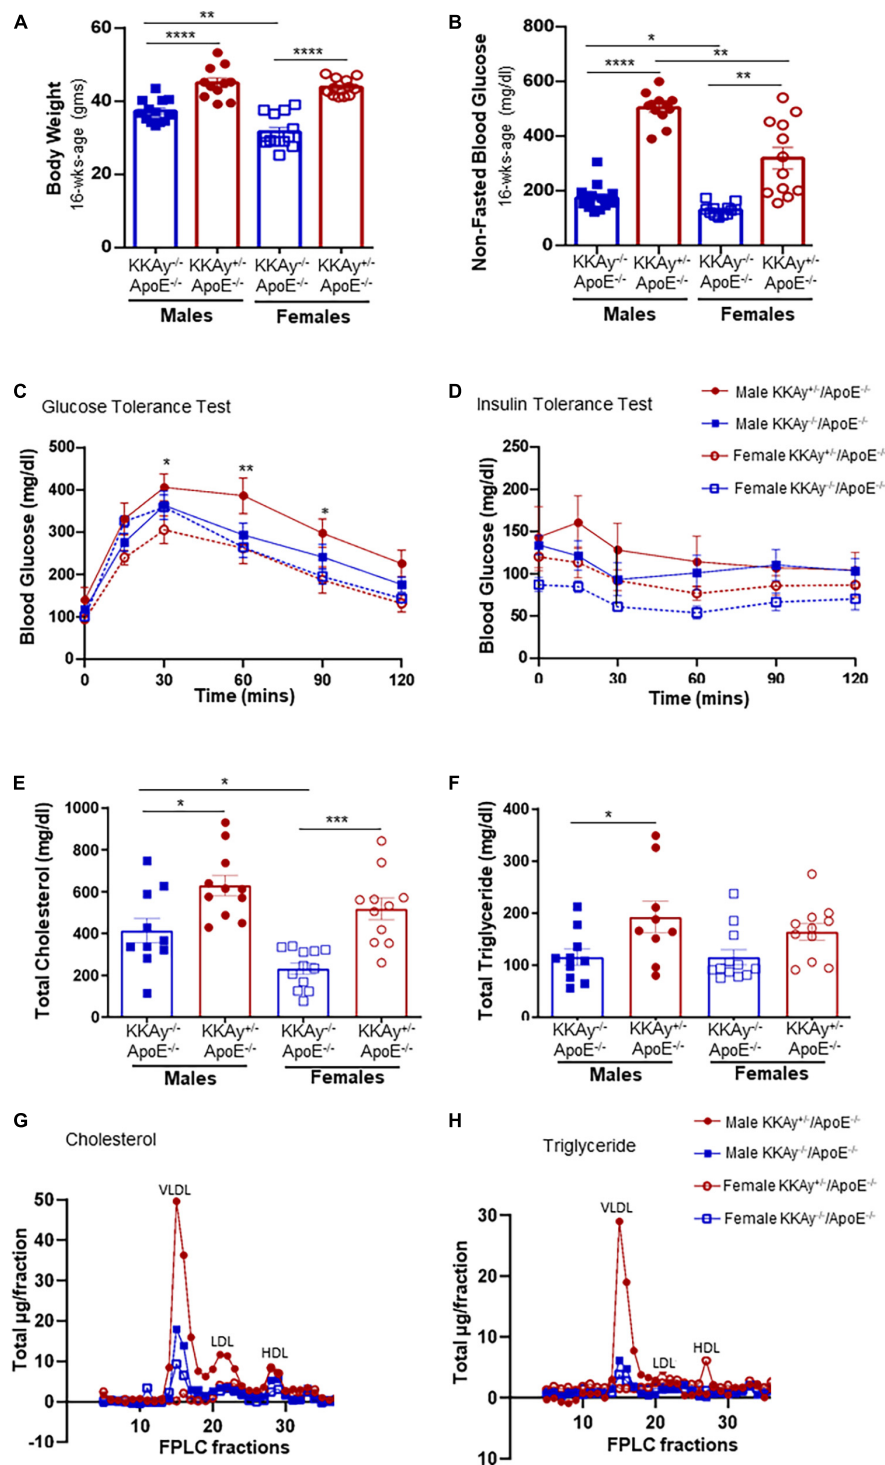 A
60
40
20
0
Body Weight
16-wks-age (gms)
**
****
****
KKAy-/- KKAy+/- KKAy-/- KKAy+/-
ApoE-/- ApoE-/- ApoE-/- ApoE-/-
Males Females
B
800
600
400
200
0
Non-Fasted Blood Glucose
16-wks-age (mg/dl)
*
****
**
**
KKAy-/- KKAy+/- KKAy-/- KKAy+/-
ApoE-/- ApoE-/- ApoE-/- ApoE-/-
Males Females
C
Glucose Tolerance Test
500
400
300
200
100
0
Blood Glucose (mg/dl)
* ** *
0 30 60 90 120
Time (mins)
D
Insulin Tolerance Test
Male KKAy+/-/ApoE-/-
Male KKAy-/-/ApoE-/-
Female KKAy+/-/ApoE-/-
Female KKAy-/-/ApoE-/-
250
200
150
100
50
0
Blood Glucose (mg/dl)
0 30 60 90 120
Time (mins)
E
1000
800
600
400
200
0
Total Cholesterol (mg/dl)
*
*
***
KKAy-/- KKAy+/- KKAy-/- KKAy+/-
ApoE-/- ApoE-/- ApoE-/- ApoE-/-
Males Females
F
400
300
200
100
0
Total Triglyceride (mg/dl)
*
KKAy-/- KKAy+/- KKAy-/- KKAy+/-
ApoE-/- ApoE-/- ApoE-/- ApoE-/-
Males Females
G
Cholesterol
50
40
30
20
10
0
-10
Total µg/fraction
VLDL
LDL
HDL
10 20 30
FPLC fractions
H
Triglyceride
Male KKAy+/-/ApoE-/-
Male KKAy-/-/ApoE-/-
Female KKAy+/-/ApoE-/-
Female KKAy-/-/ApoE-/-
30
20
10
0
10
Total µg/fraction
VLDL
LDL
HDL
10 20 30
FPLC fractions